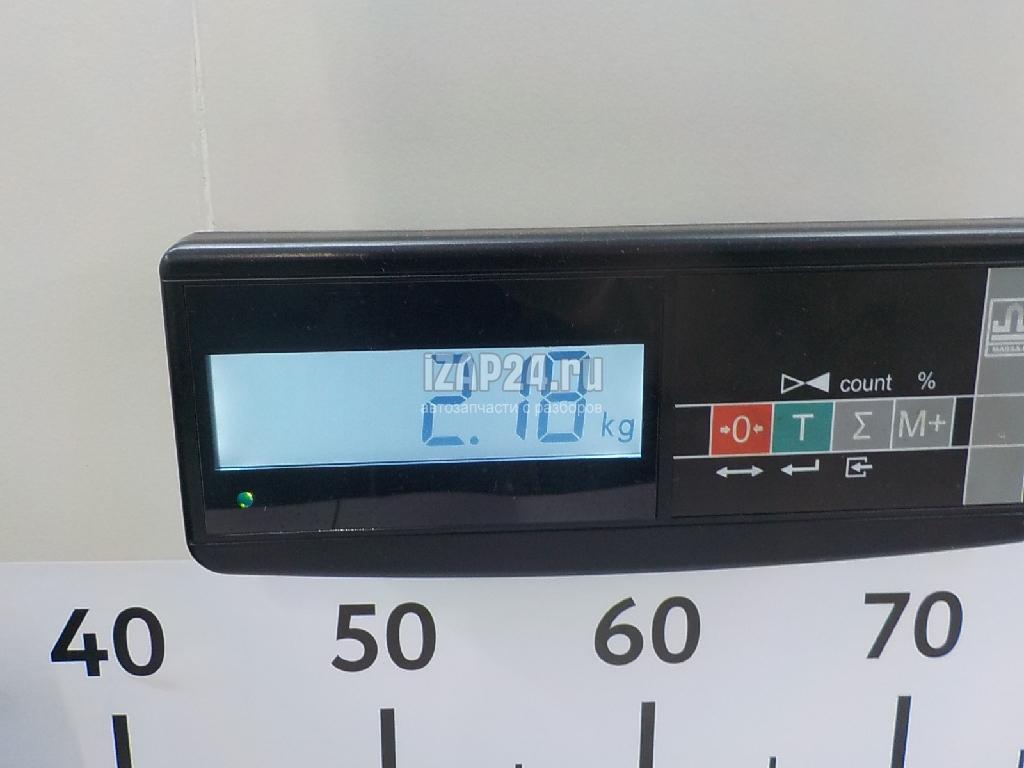 iZAP24.ru
автозапчасти с разборов
2.18 kg
count %
→0← T Σ M+
40 50 60 70